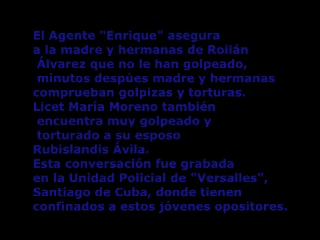 El Agente "Enrique" asegura
a la madre y hermanas de Roilán
Álvarez que no le han golpeado,
minutos despúes madre y hermanas
comprueban golpizas y torturas.
Licet María Moreno también
encuentra muy golpeado y
torturado a su esposo
Rubislandis Ávila.
Esta conversación fue grabada
en la Unidad Policial de "Versalles",
Santiago de Cuba, donde tienen
confinados a estos jóvenes opositores.